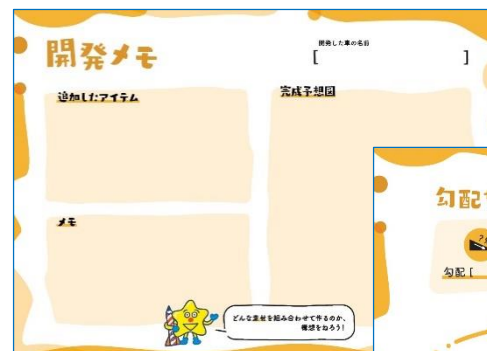 開発メモ
開発した車の名前
[ ]
追加したアイテム
完成予想図
メモ
どんな素材を組み合わせて作るのか、
構想をねろう!
勾配
勾配 [